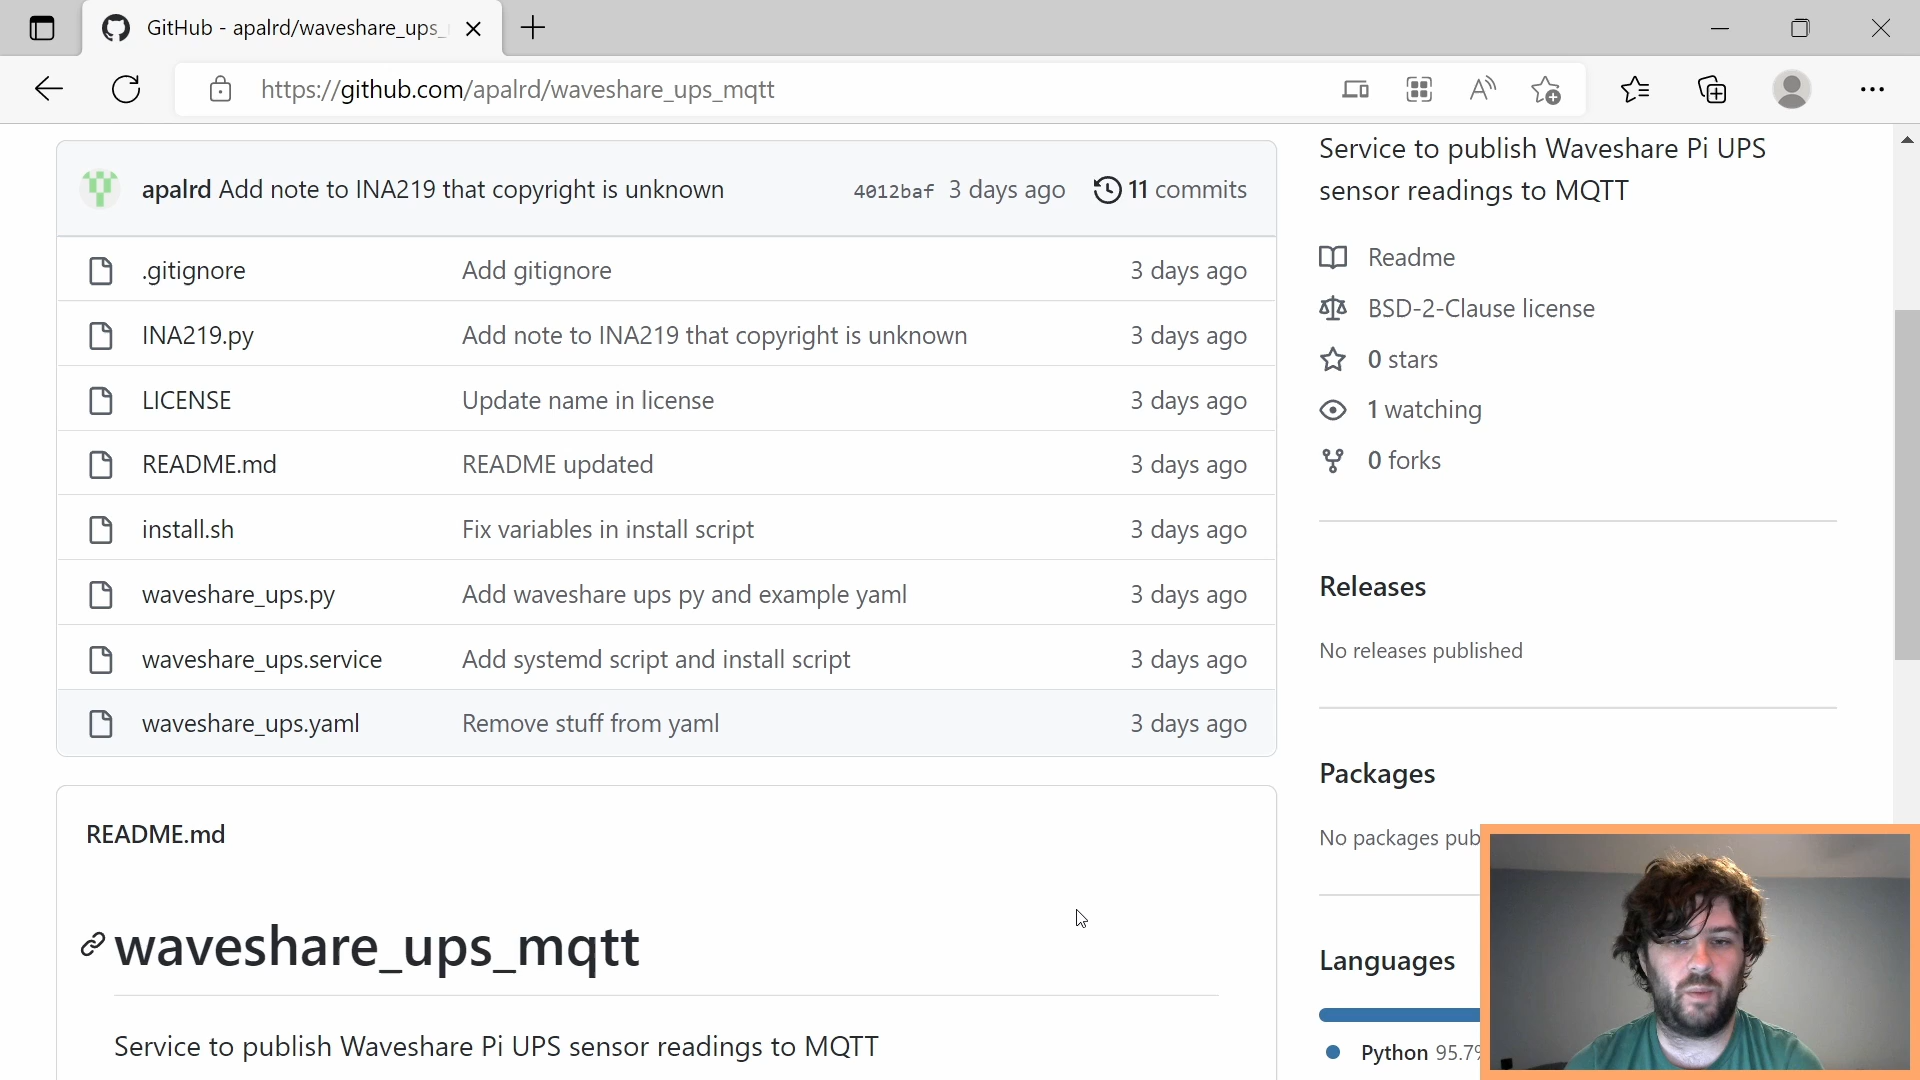 GitHub - apalrd/waveshare_ups_
https://github.com/apalrd/waveshare_ups_mqtt
apalrd Add note to INA219 that copyright is unknown 4012baf 3 days ago 11 commits
.gitignore Add gitignore 3 days ago
INA219.py Add note to INA219 that copyright is unknown 3 days ago
LICENSE Update name in license 3 days ago
README.md README updated 3 days ago
install.sh Fix variables in install script 3 days ago
waveshare_ups.py Add waveshare ups py and example yaml 3 days ago
waveshare_ups.service Add systemd script and install script 3 days ago
waveshare_ups.yaml Remove stuff from yaml 3 days ago
README.md
waveshare_ups_mqtt
Service to publish Waveshare Pi UPS sensor readings to MQTT
Service to publish Waveshare Pi UPS
sensor readings to MQTT
Readme
BSD-2-Clause license
0 stars
1 watching
0 forks
Releases
No releases published
Packages
No packages pub
Languages
Python 95.7%